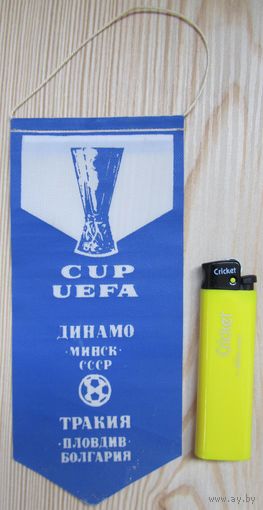 CUP
UEFA
ДИНАМО
·МИНСК·
СССР
ТРАКИЯ
·ПЛОВДИВ·
БОЛГАРИЯ
Cricket
Cricket
www.ay.by